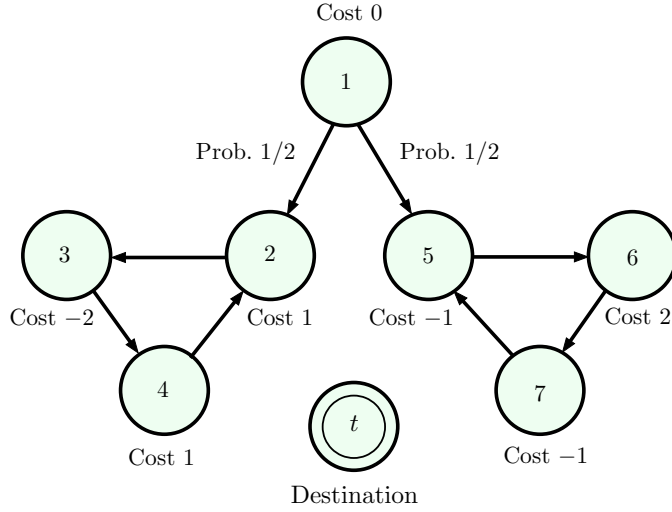 Cost 0
1
Prob. 1/2 Prob. 1/2
3 2 5 6
Cost −2 Cost 1 Cost −1 Cost 2
4 7
t
Cost 1 Cost −1
Destination